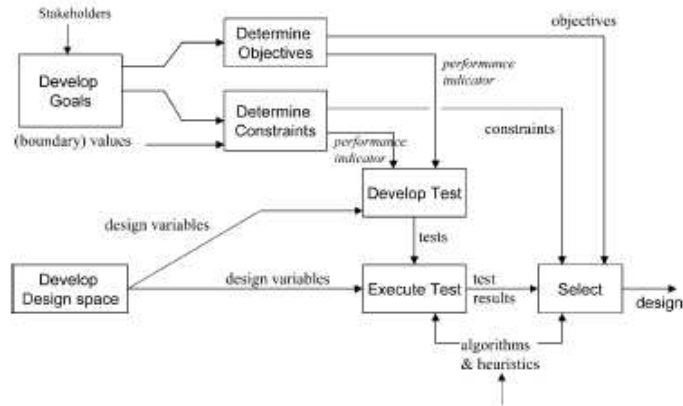 Stakeholders
objectives
Determine
Objectives
Develop
Goals
performance
indicator
Determine
Constraints
constraints
(boundary) values
performance
indicator
Develop Test
design variables
tests
Develop
Design space
design variables
Execute Test
test
results
Select
design
algorithms
& heuristics